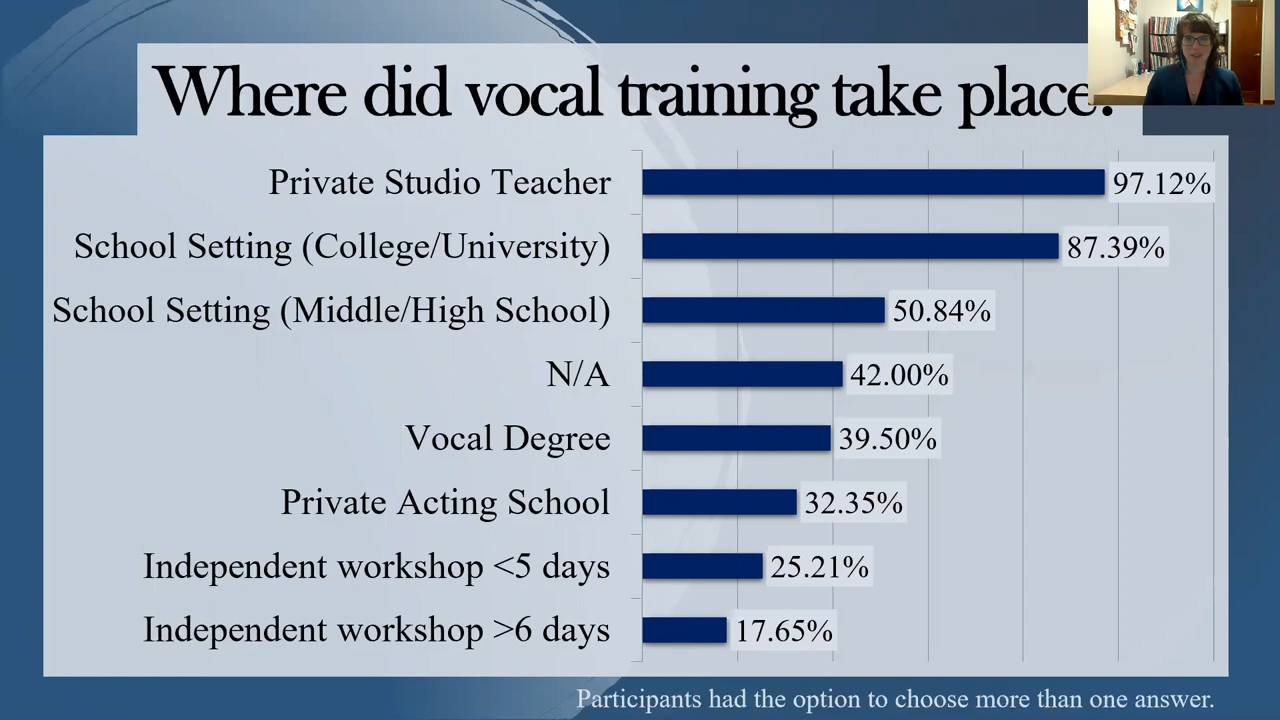 Where did vocal training take place?
Private Studio Teacher 97.12%
School Setting (College/University) 87.39%
School Setting (Middle/High School) 50.84%
N/A 42.00%
Vocal Degree 39.50%
Private Acting School 32.35%
Independent workshop <5 days 25.21%
Independent workshop >6 days 17.65%
Participants had the option to choose more than one answer.